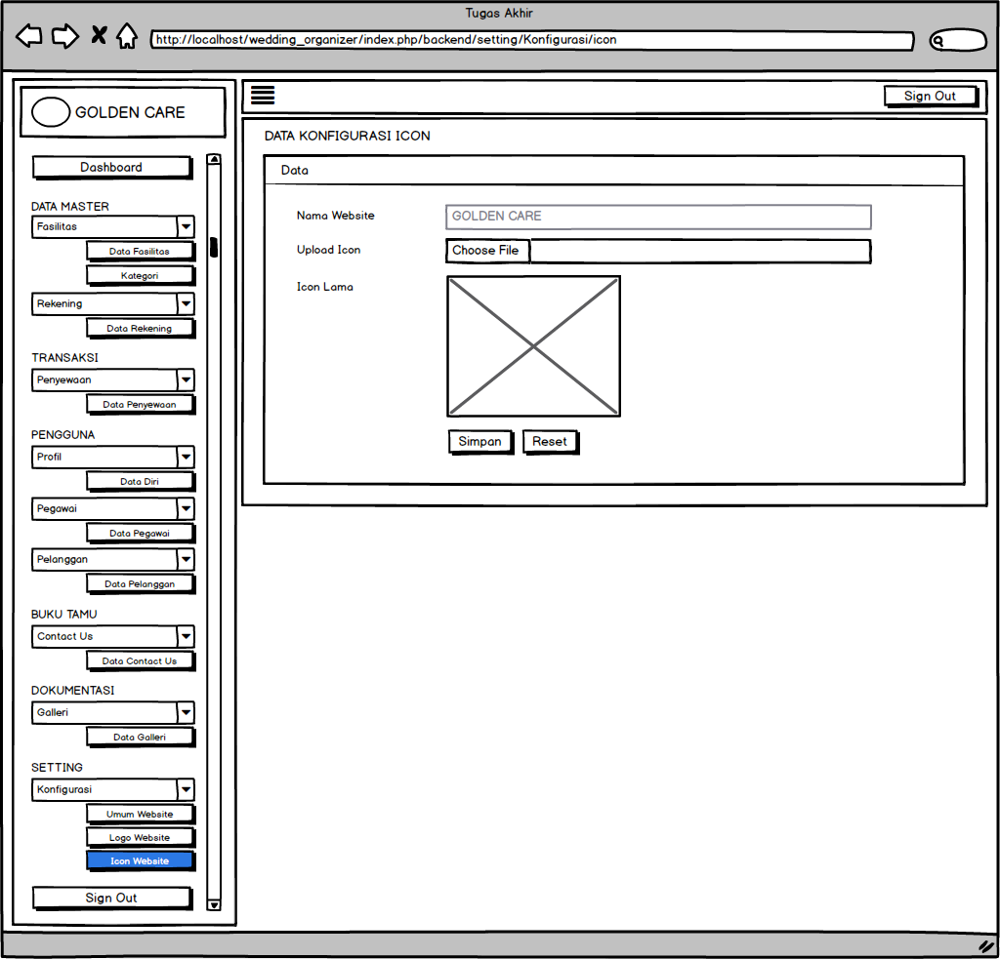 Tugas Akhir
http://localhost/wedding_organizer/index.php/backend/setting/Konfigurasi/icon
GOLDEN CARE
Dashboard
DATA MASTER
Fasilitas
Data Fasilitas
Kategori
Rekening
Data Rekening
TRANSAKSI
Penyewaan
Data Penyewaan
PENGGUNA
Profil
Data Diri
Pegawai
Data Pegawai
Pelanggan
Data Pelanggan
BUKU TAMU
Contact Us
Data Contact Us
DOKUMENTASI
Galleri
Data Galleri
SETTING
Konfigurasi
Umum Website
Logo Website
Icon Website
Sign Out
Sign Out
DATA KONFIGURASI ICON
Data
Nama Website GOLDEN CARE
Upload Icon Choose File
Icon Lama
Simpan Reset